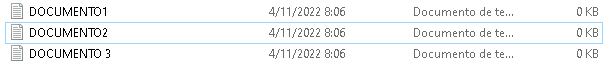 DOCUMENTO1 4/11/2022 8:06 Documento de te... 0 KB
DOCUMENTO2 4/11/2022 8:06 Documento de te... 0 KB
DOCUMENTO 3 4/11/2022 8:06 Documento de te... 0 KB